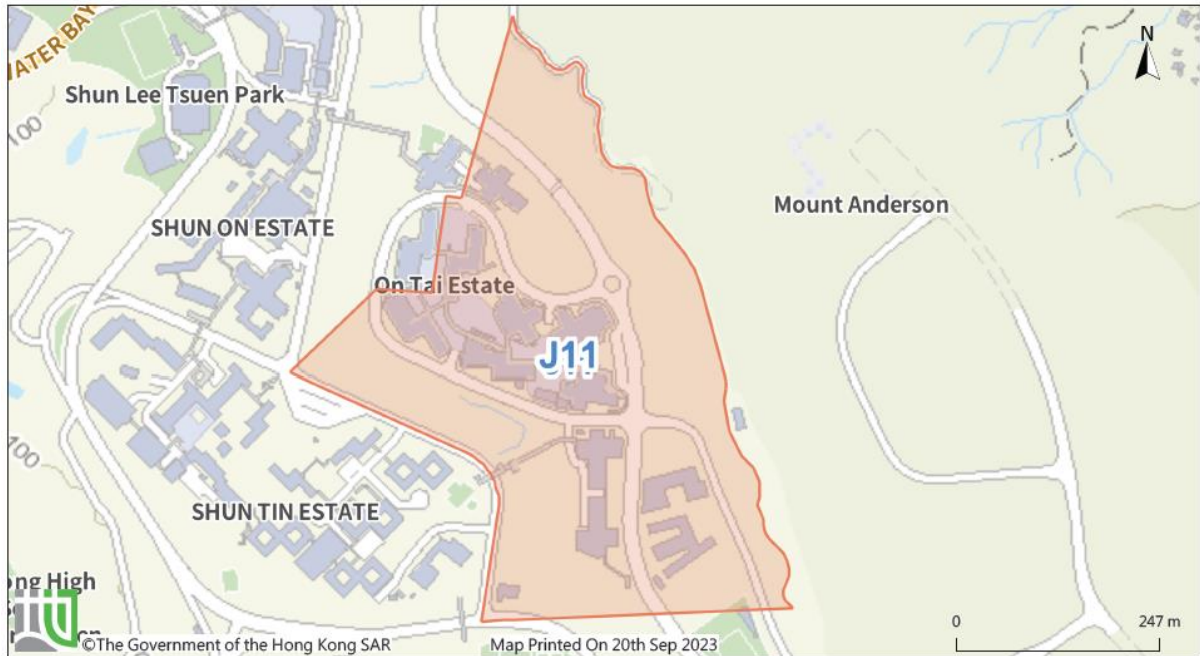 WATER BAY
N
Shun Lee Tsuen Park
100
Mount Anderson
SHUN ON ESTATE
On Tai Estate
J11
100
SHUN TIN ESTATE
ong High
0
247 m
©The Government of the Hong Kong SAR
Map Printed On 20th Sep 2023